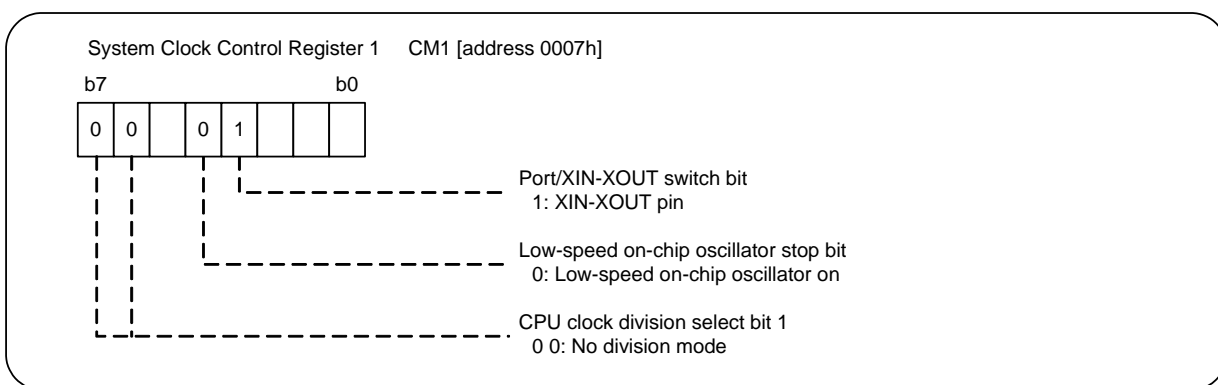 System Clock Control Register 1 CM1 [address 0007h]
b7 b0
0 0 0 1
Port/XIN-XOUT switch bit
1: XIN-XOUT pin
Low-speed on-chip oscillator stop bit
0: Low-speed on-chip oscillator on
CPU clock division select bit 1
0 0: No division mode